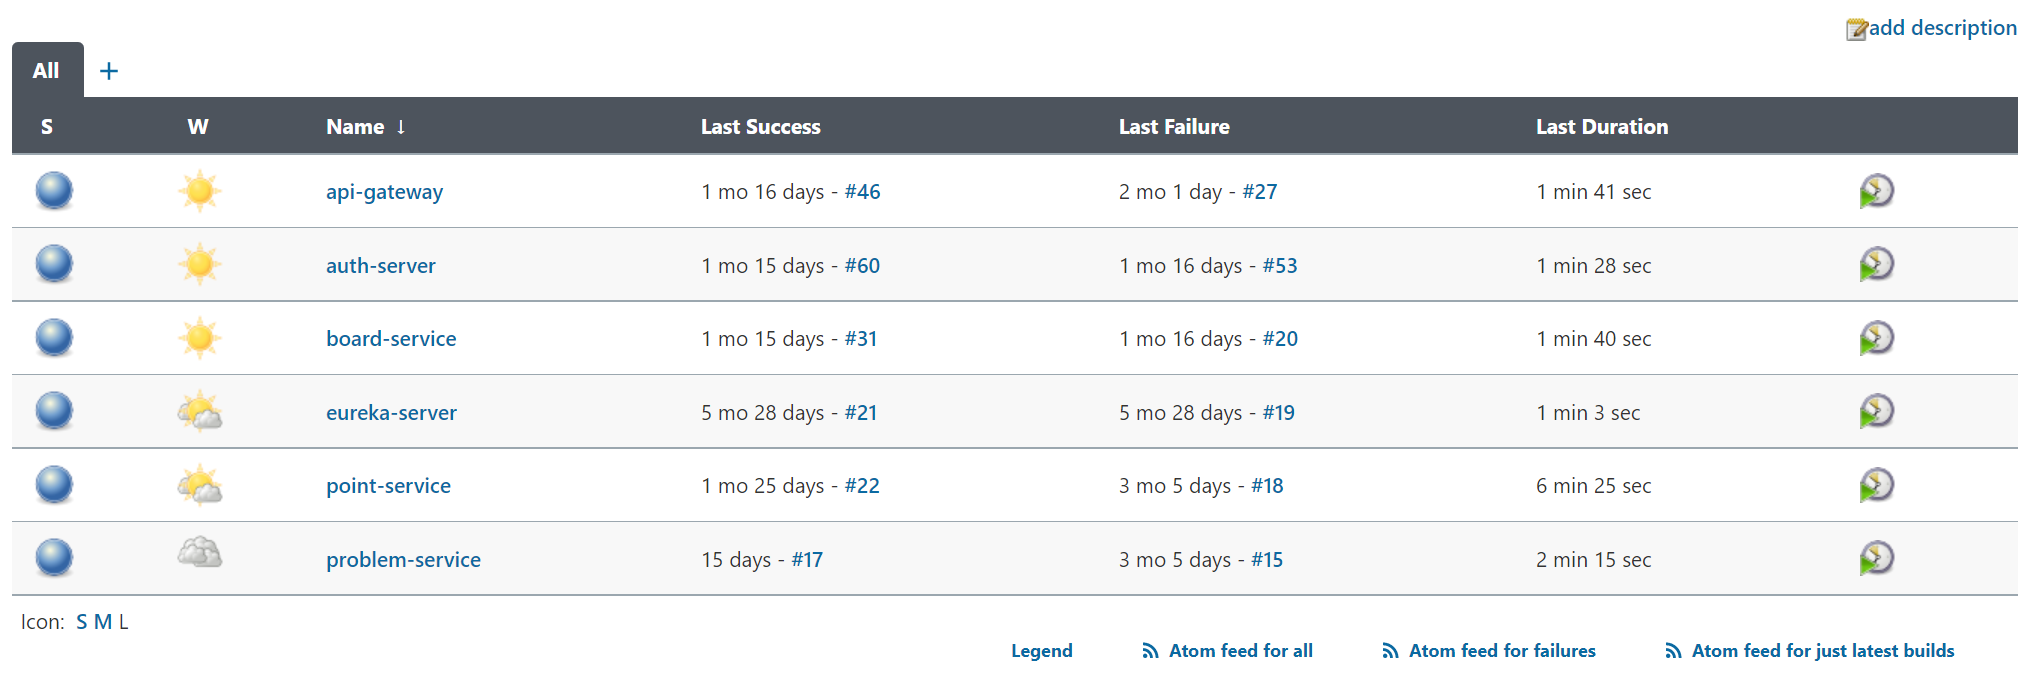 add description
All +
S W Name ↓ Last Success Last Failure Last Duration
api-gateway 1 mo 16 days - #46 2 mo 1 day - #27 1 min 41 sec
auth-server 1 mo 15 days - #60 1 mo 16 days - #53 1 min 28 sec
board-service 1 mo 15 days - #31 1 mo 16 days - #20 1 min 40 sec
eureka-server 5 mo 28 days - #21 5 mo 28 days - #19 1 min 3 sec
point-service 1 mo 25 days - #22 3 mo 5 days - #18 6 min 25 sec
problem-service 15 days - #17 3 mo 5 days - #15 2 min 15 sec
Icon: S M L
Legend Atom feed for all Atom feed for failures Atom feed for just latest builds